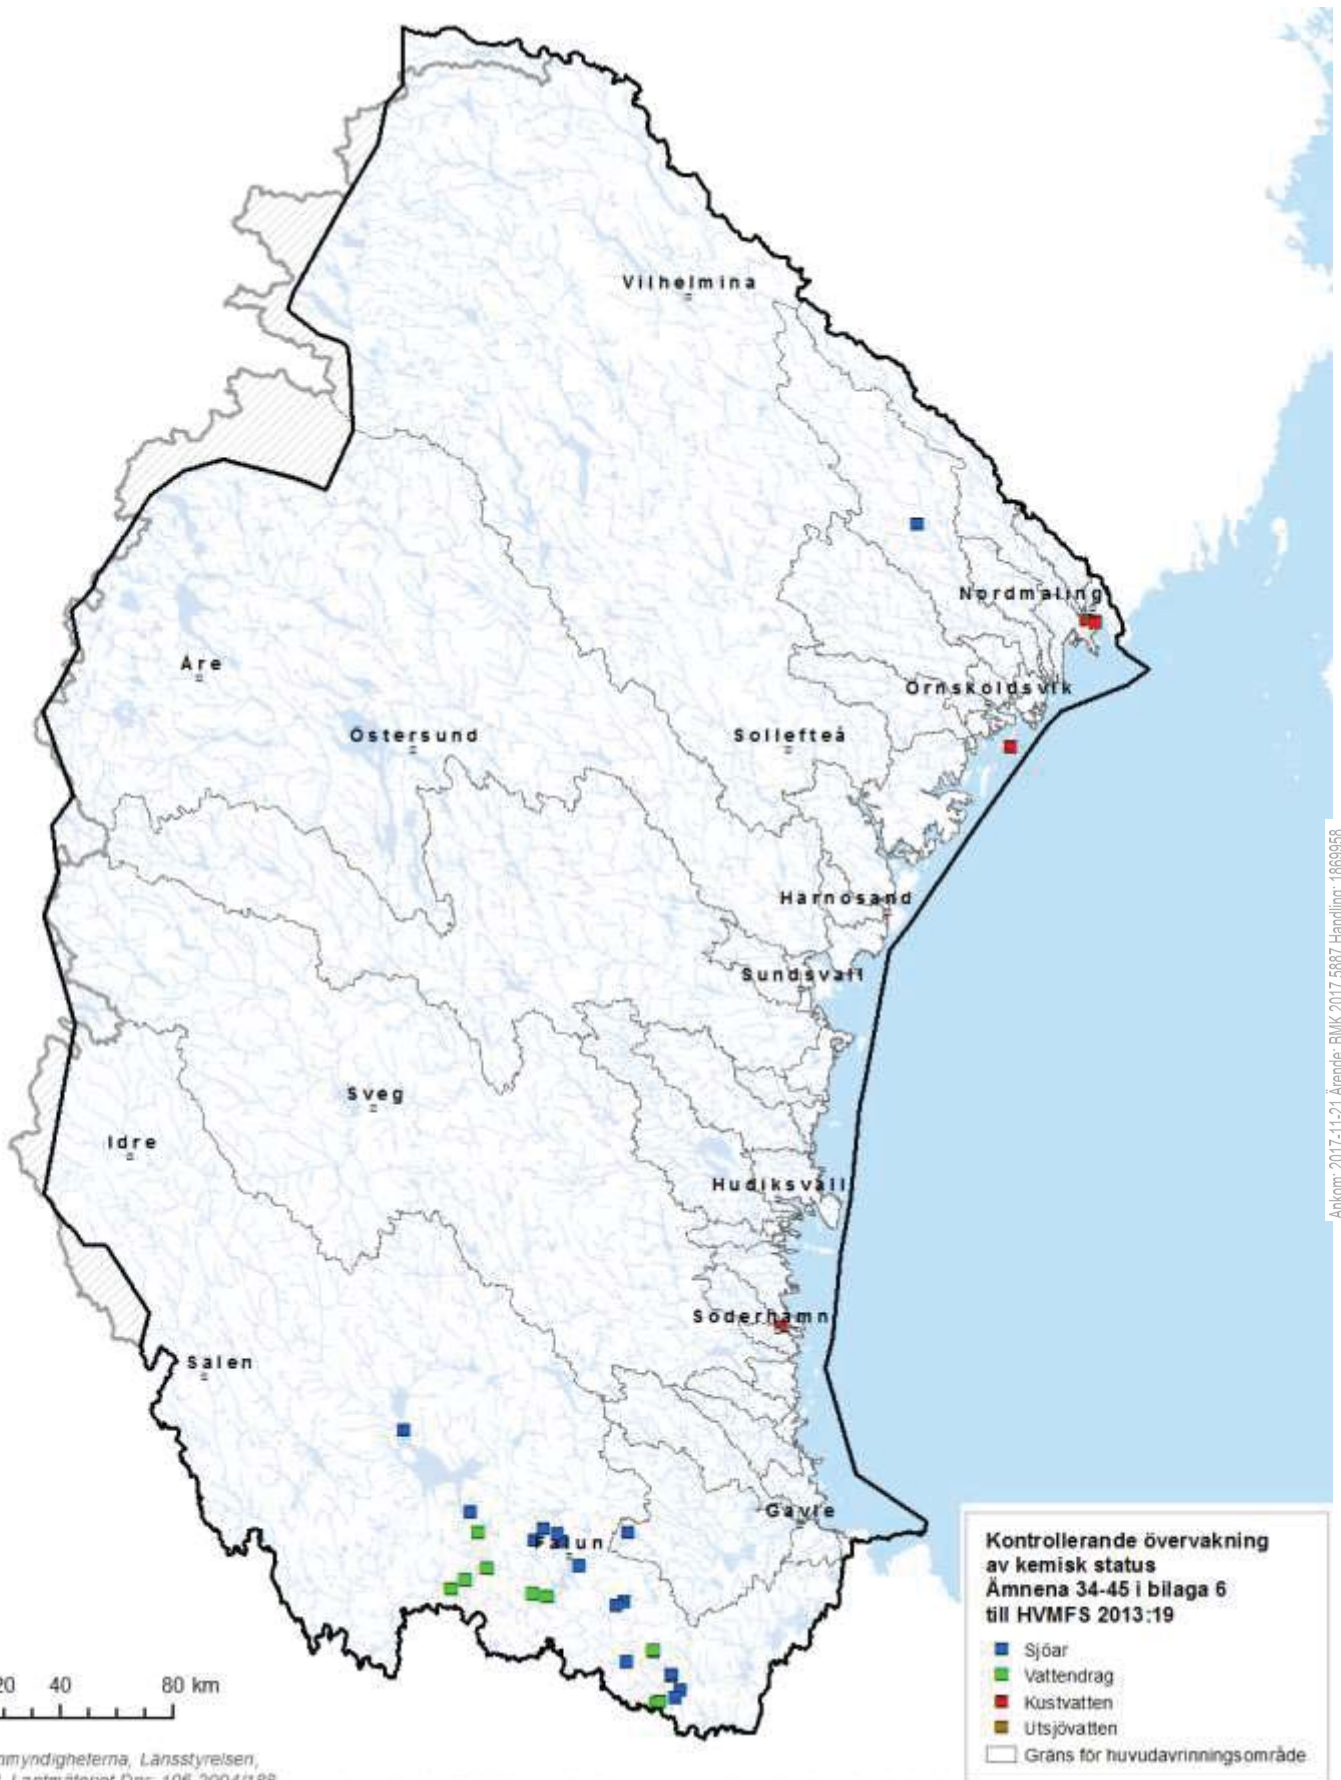 Vilhelmina
Nordmaling
Åre
Örnsköldsvik
Östersund
Sollefteå
Härnösand
Sundsvall
Sveg
Idre
Hudiksvall
Söderhamn
Sälen
Gävle
Falun
Ankom: 2017-11-21 Ärende: RMK 2017 5887 Handling: 1869958
Kontrollerande övervakning
av kemisk status
Ämnena 34-45 i bilaga 6
till HVMFS 2013:19
Sjöar
Vattendrag
Kustvatten
Utsjövatten
Gräns för huvudavrinningsområde
20 40 80 km
nmyndigheterna, Länsstyrelsen,